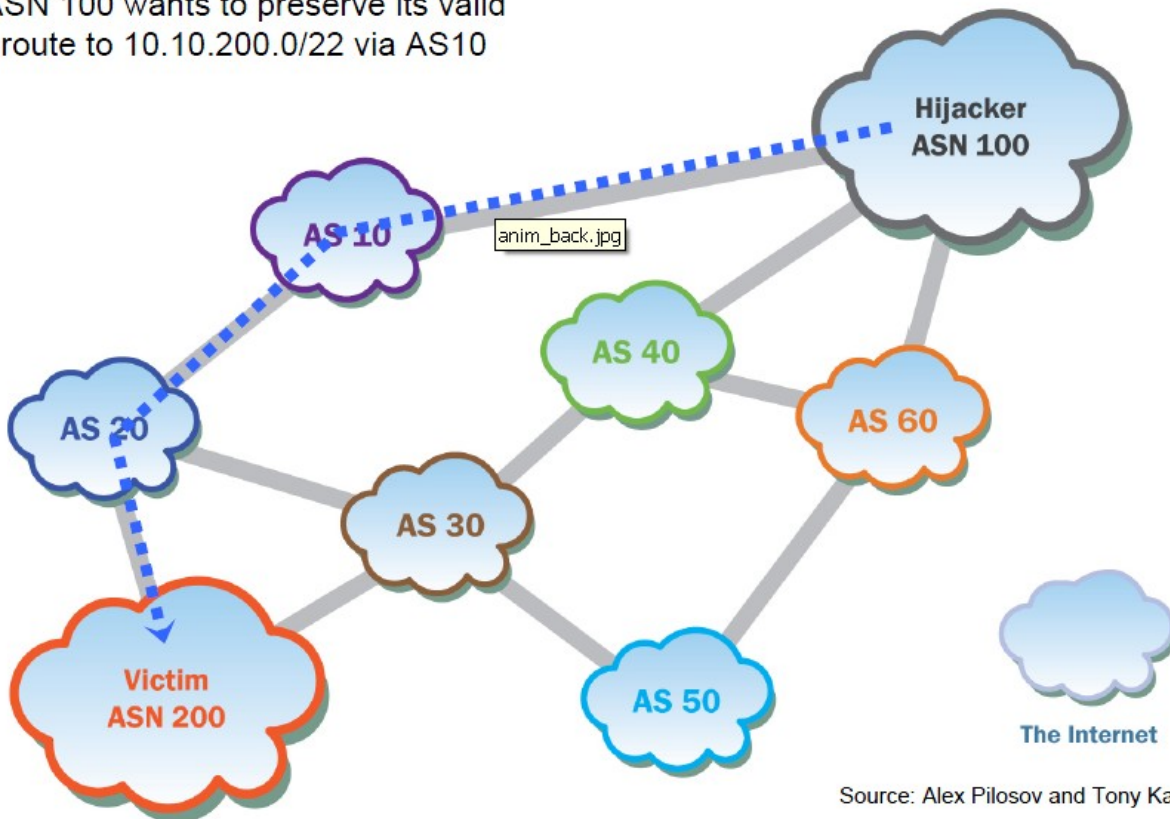 ASN 100 wants to preserve its valid
route to 10.10.200.0/22 via AS10
Hijacker
ASN 100
AS 10
anim_back.jpg
AS 40
AS 60
AS 20
AS 30
Victim
ASN 200
AS 50
The Internet
Source: Alex Pilosov and Tony Ka